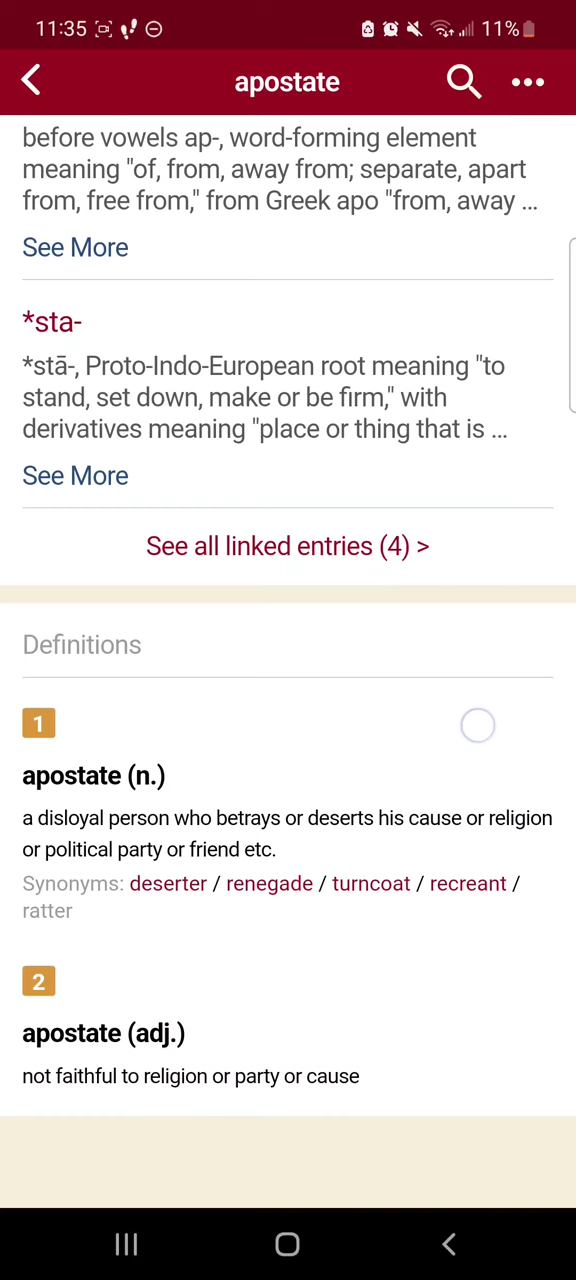 11:35 11%
apostate
before vowels ap-, word-forming element
meaning "of, from, away from; separate, apart
from, free from," from Greek apo "from, away ...
See More
*sta-
*stā-, Proto-Indo-European root meaning "to
stand, set down, make or be firm," with
derivatives meaning "place or thing that is ...
See More
See all linked entries (4) >
Definitions
1
apostate (n.)
a disloyal person who betrays or deserts his cause or religion
or political party or friend etc.
Synonyms: deserter / renegade / turncoat / recreant /
ratter
2
apostate (adj.)
not faithful to religion or party or cause